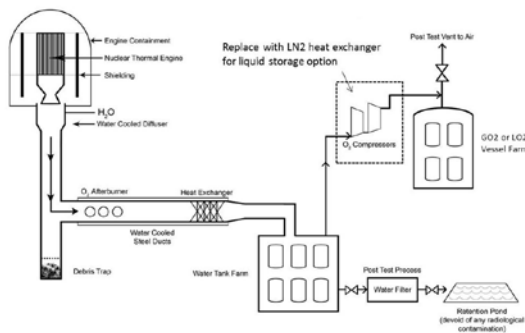 Engine Containment
Nuclear Thermal Engine
Shielding
H2O
Water Cooled Diffuser
Replace with LN2 heat exchanger
for liquid storage option
Post Test Vent to Air
O2 Compressors
GO2 or LO2
Vessel Farm
O2 Afterburner
Heat Exchanger
Water Cooled
Steel Ducts
Debris Trap
Water Tank Farm
Post Test Process
Water Filter
Retention Pond
(devoid of any radiological
contamination)